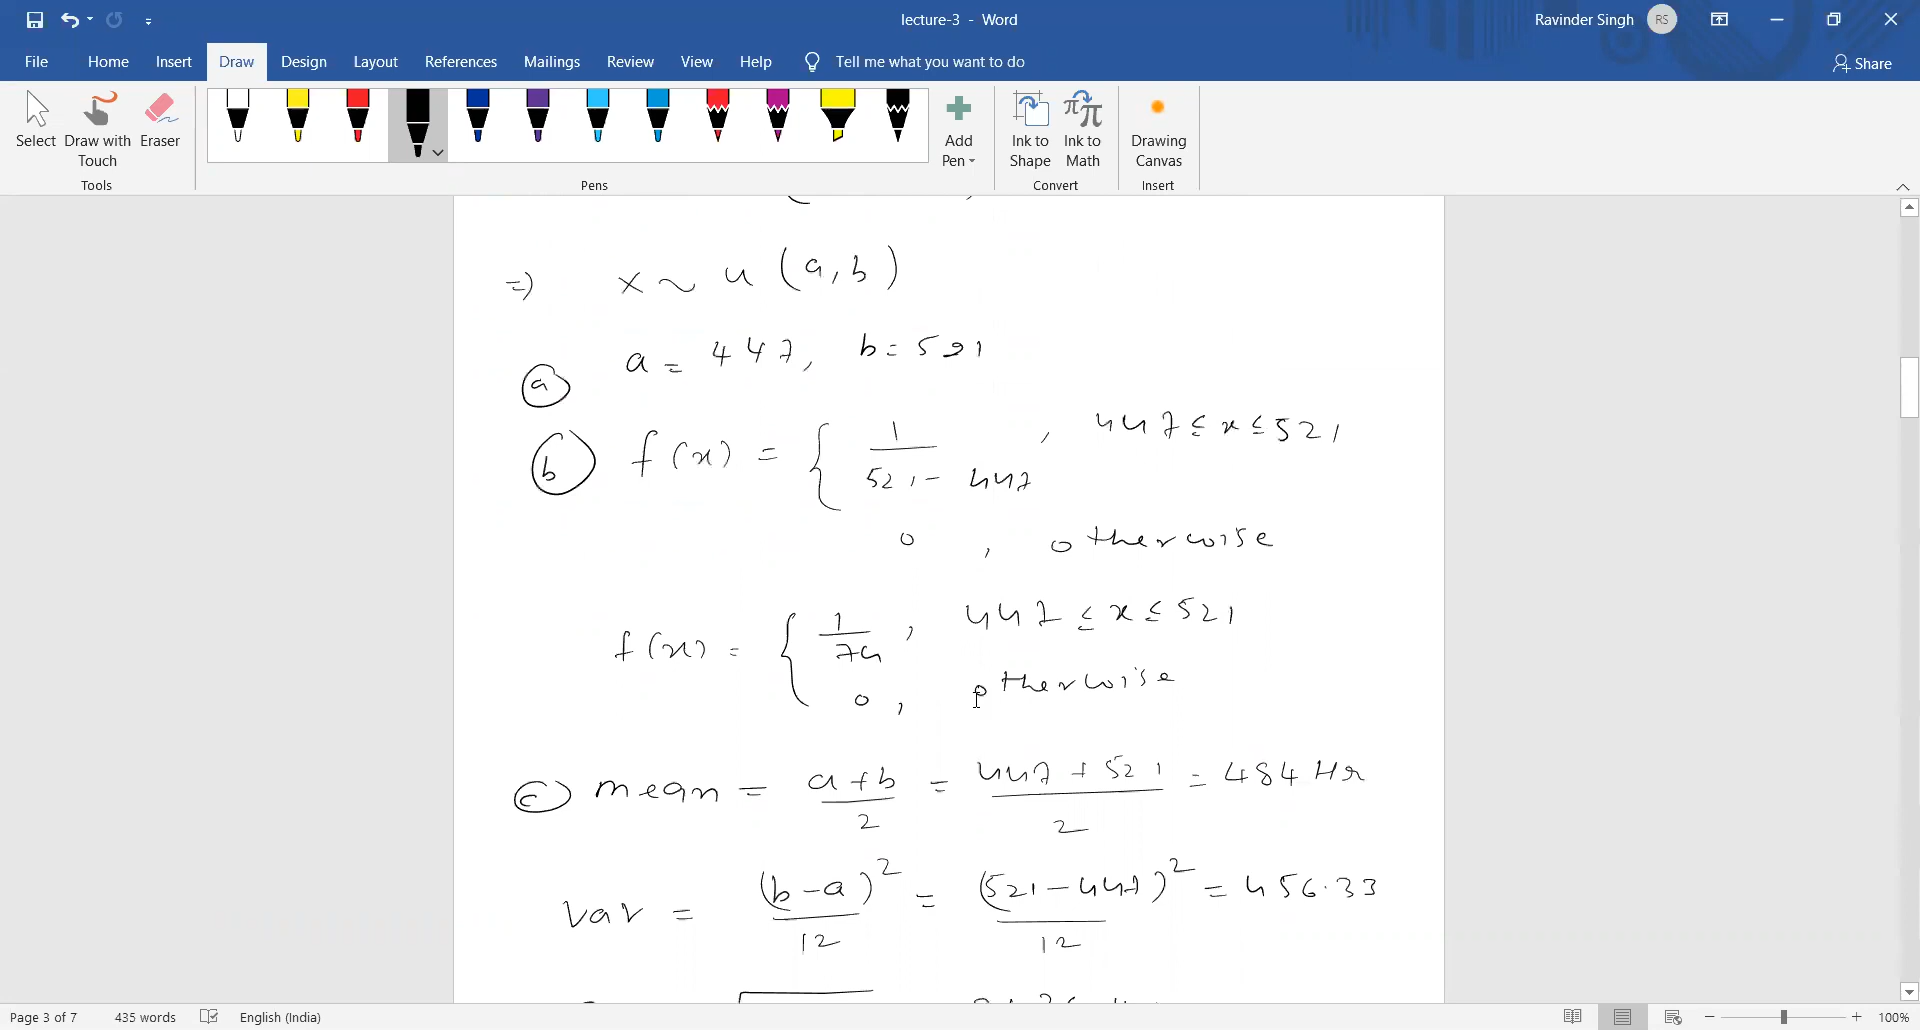 lecture-3 - Word
Ravinder Singh RS
File Home Insert Draw Design Layout References Mailings Review View Help Tell me what you want to do Share
Select Draw with Touch Eraser
Add Pen
Ink to Shape Ink to Math
Drawing Canvas
Tools Pens Convert Insert
=) X ~ u (a, b)
a = 447, b = 521
(a)
(b) f(x) = { 1/(521 - 447) , 447 ≤ x ≤ 521
0 , otherwise
f(x) = { 1/74 , 447 ≤ x ≤ 521
0 , otherwise
(c) mean = (a+b)/2 = (447 + 521)/2 = 484 Hr
Var = (b-a)^2/12 = (521 - 447)^2/12 = 456.33
Page 3 of 7 435 words English (India) 100%